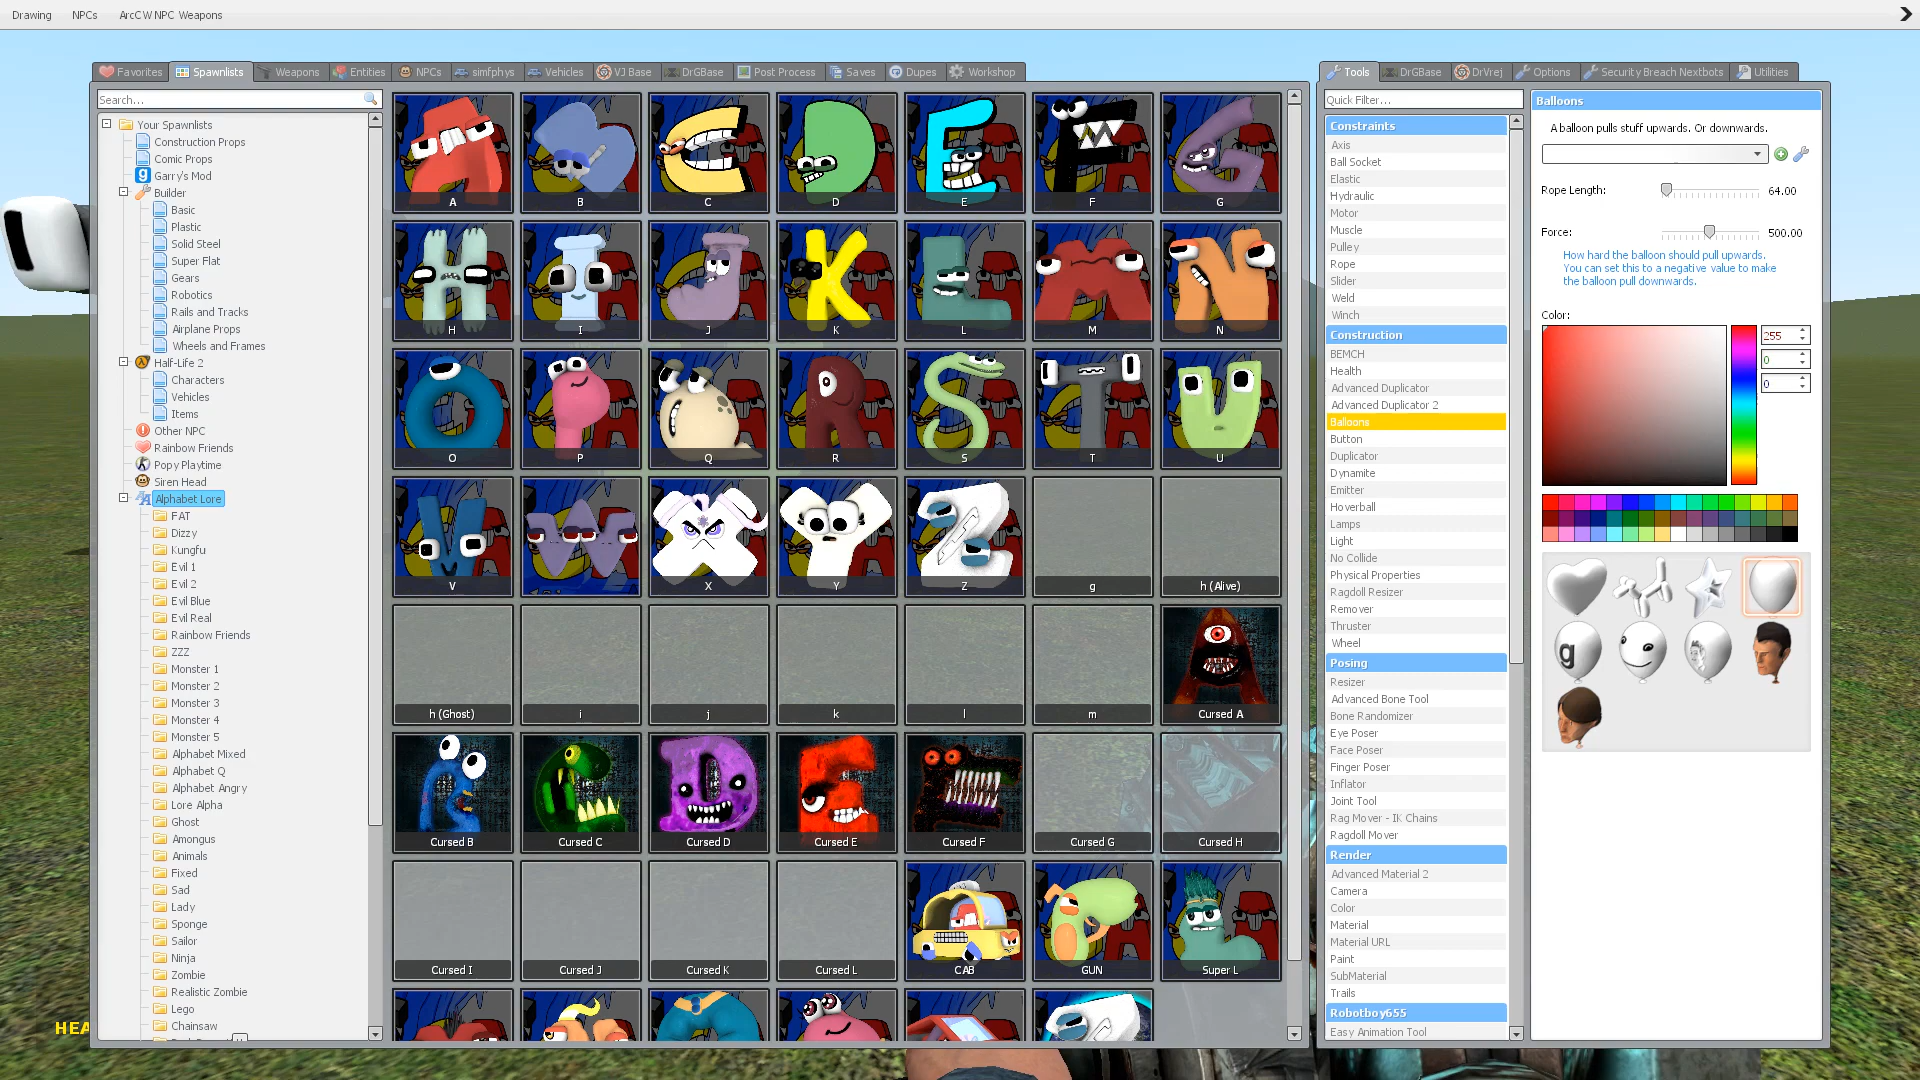 Drawing NPCs ArcCW NPC Weapons
Favorites Spawnlists Weapons Entities NPCs simfphys Vehicles VJ Base DrGBase Post Process Saves Dupes Workshop
Search...
Your Spawnlists
Construction Props
Comic Props
Garry's Mod
Builder
Basic
Plastic
Solid Steel
Super Flat
Gears
Robotics
Rails and Tracks
Airplane Props
Wheels and Frames
Half-Life 2
Characters
Vehicles
Items
Other NPC
Rainbow Friends
Popy Playtime
Siren Head
Alphabet Lore
FAT
Dizzy
Kungfu
Evil 1
Evil 2
Evil Blue
Evil Real
Rainbow Friends
ZZZ
Monster 1
Monster 2
Monster 3
Monster 4
Monster 5
Alphabet Mixed
Alphabet Q
Alphabet Angry
Lore Alpha
Ghost
Amongus
Animals
Fixed
Sad
Lady
Sponge
Sailor
Ninja
Zombie
Realistic Zombie
Lego
Chainsaw
HEA
A B C D E F G
H I J K L M N
O P Q R S T U
V X Y Z g h (Alive)
h (Ghost) i j k l m Cursed A
Cursed B Cursed C Cursed D Cursed E Cursed F Cursed G Cursed H
Cursed I Cursed J Cursed K Cursed L CAB GUN Super L
Tools DrGBase DrVrej Options Security Breach Nextbots Utilities
Quick Filter...
Constraints
Axis
Ball Socket
Elastic
Hydraulic
Motor
Muscle
Pulley
Rope
Slider
Weld
Winch
Construction
BEMCH
Health
Advanced Duplicator
Advanced Duplicator 2
Balloons
Button
Duplicator
Dynamite
Emitter
Hoverball
Lamps
Light
No Collide
Physical Properties
Ragdoll Resizer
Remover
Thruster
Wheel
Posing
Resizer
Advanced Bone Tool
Bone Randomizer
Eye Poser
Face Poser
Finger Poser
Inflator
Joint Tool
Rag Mover - IK Chains
Ragdoll Mover
Render
Advanced Material 2
Camera
Color
Material
Material URL
Paint
SubMaterial
Trails
Robotboy655
Easy Animation Tool
Balloons
A balloon pulls stuff upwards. Or downwards.
Rope Length: 64.00
Force: 500.00
How hard the balloon should pull upwards.
You can set this to a negative value to make
the balloon pull downwards.
Color:
255
0
0